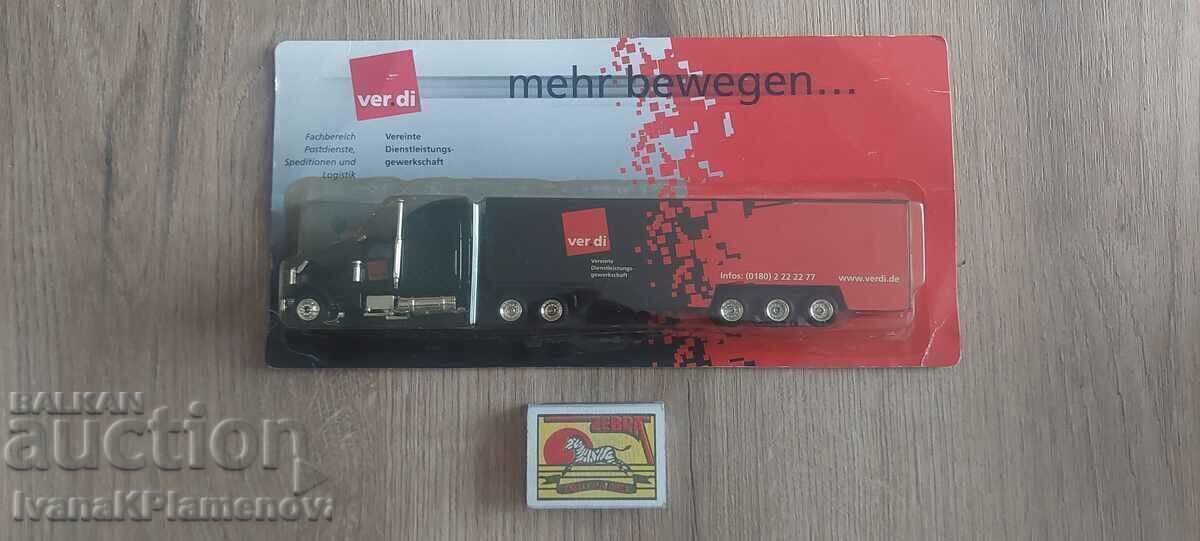 ver.di
mehr bewegen...
Fachbereich
Postdienste,
Speditionen und
Logistik
Vereinte
Dienstleistungs-
gewerkschaft
ver.di
Vereinte
Dienstleistungs-
gewerkschaft
Infos: (0180) 2 22 22 77
www.verdi.de
ZEBRA
BALKAN
auction
IvanaKPlamenov